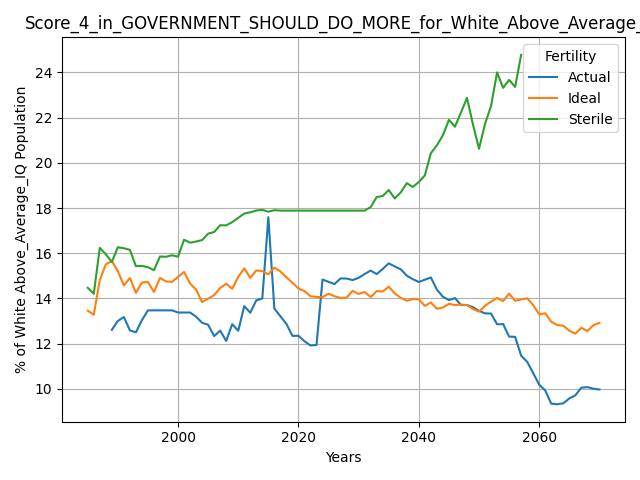 Score_4_in_GOVERNMENT_SHOULD_DO_MORE_for_White_Above_Average_
Fertility
Actual
Ideal
Sterile
% of White Above_Average_IQ Population
24
22
20
18
16
14
12
10
2000 2020 2040 2060
Years